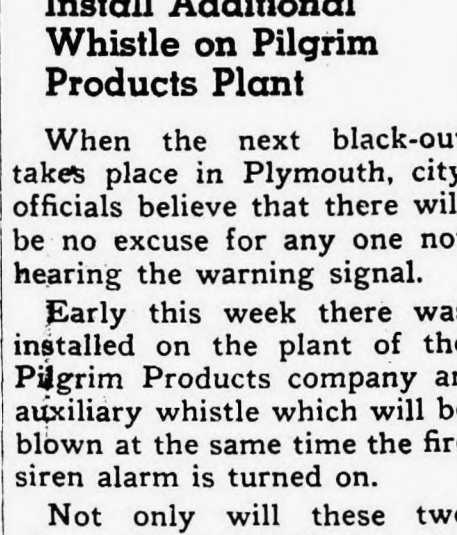 Install Additional
Whistle on Pilgrim
Products Plant
When the next black-out
takes place in Plymouth, city
officials believe that there will
be no excuse for any one not
hearing the warning signal.
Early this week there was
installed on the plant of the
Pilgrim Products company an
auxiliary whistle which will be
blown at the same time the fire
siren alarm is turned on.
Not only will these two